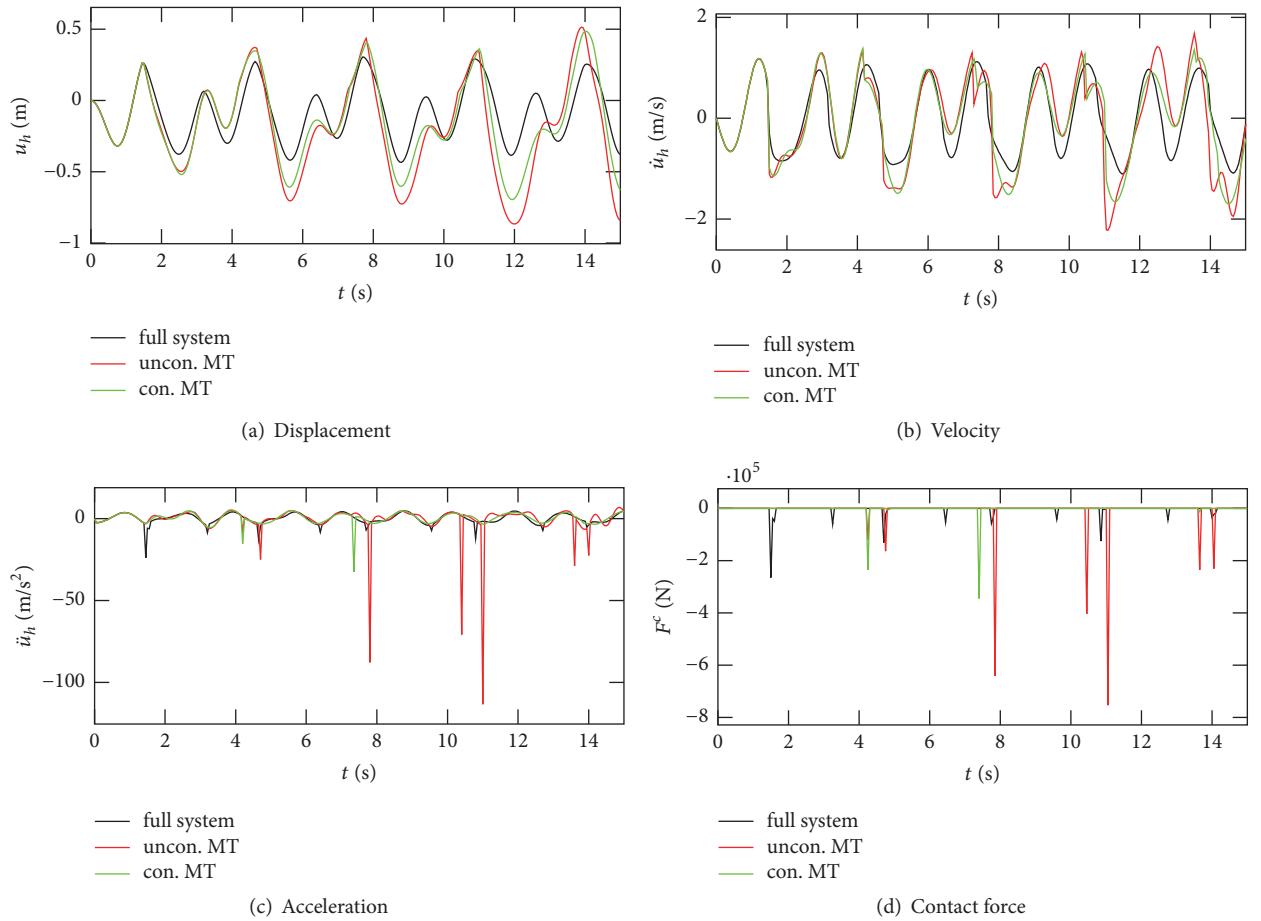 0.5
0
−0.5
−1
u_h (m)
0 2 4 6 8 10 12 14
t (s)
full system
uncon. MT
con. MT
(a) Displacement
2
0
−2
u̇_h (m/s)
0 2 4 6 8 10 12 14
t (s)
full system
uncon. MT
con. MT
(b) Velocity
0
−50
−100
ü_h (m/s²)
0 2 4 6 8 10 12 14
t (s)
full system
uncon. MT
con. MT
(c) Acceleration
·10⁵
0
−2
−4
−6
−8
F^c (N)
0 2 4 6 8 10 12 14
t (s)
full system
uncon. MT
con. MT
(d) Contact force